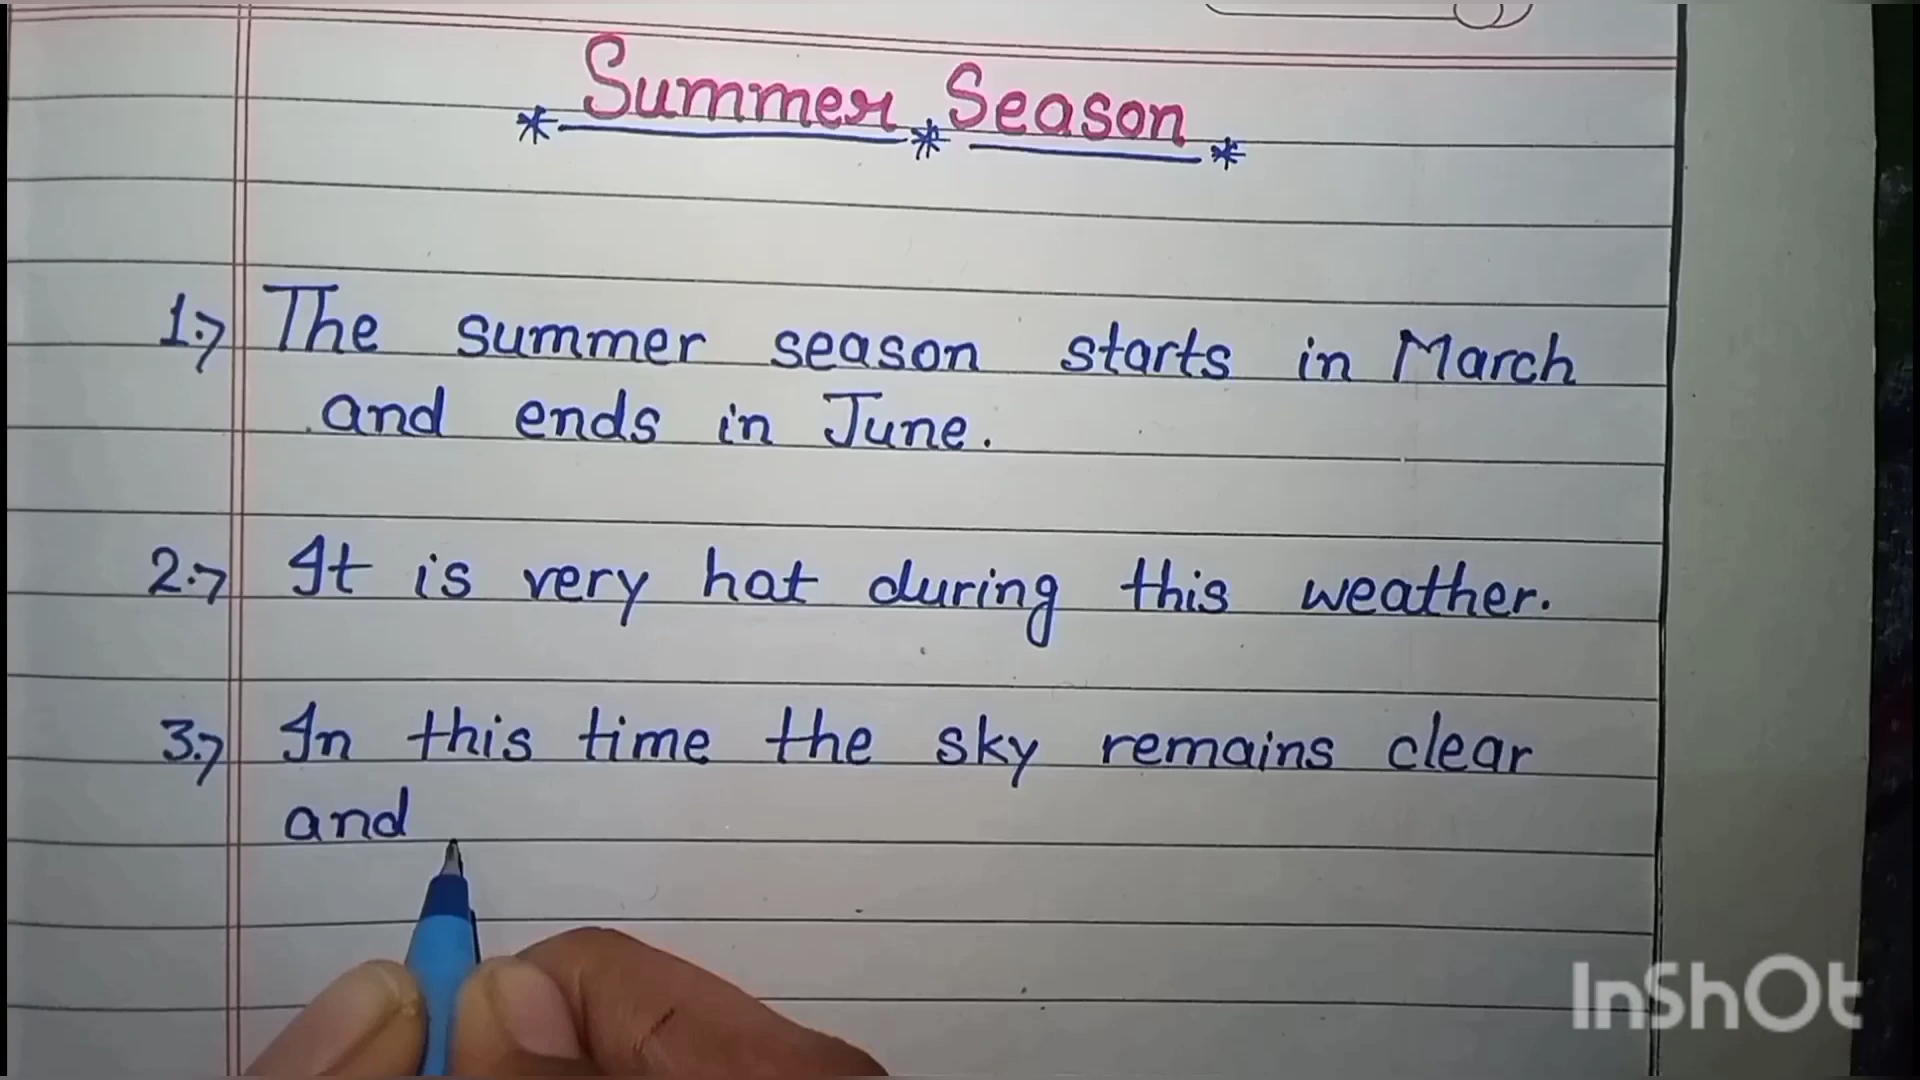 Summer Season
1.> The summer season starts in March
and ends in June.
2.> It is very hot during this weather.
3.> In this time the sky remains clear
and
InShOt